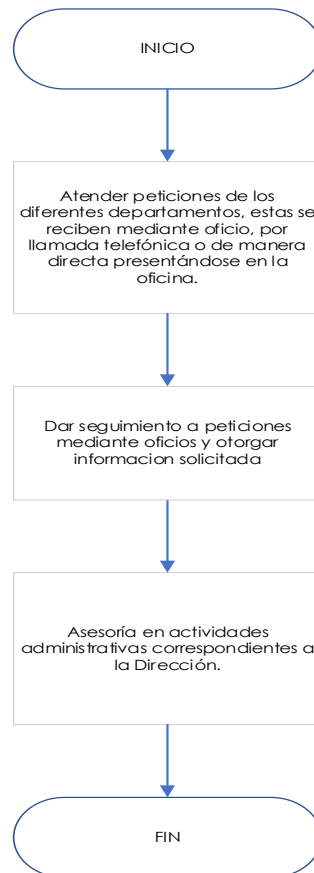 INICIO
Atender peticiones de los
diferentes departamentos, estas se
reciben mediante oficio, por
llamada telefónica o de manera
directa presentándose en la
oficina.
Dar seguimiento a peticiones
mediante oficios y otorgar
informacion solicitada
Asesoría en actividades
administrativas correspondientes a
la Dirección.
FIN